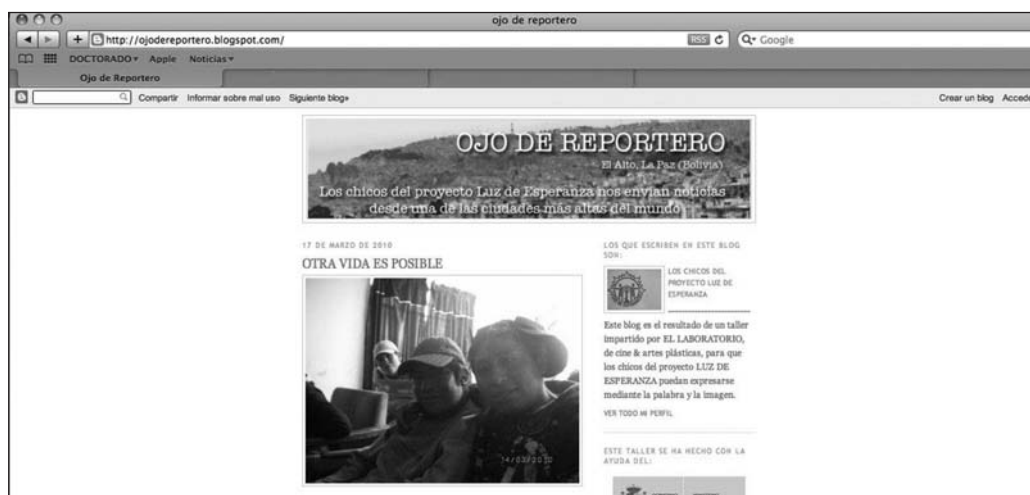 ojo de reportero
http://ojodereportero.blogspot.com/
RSS
Google
DOCTORADO Apple Noticias
Ojo de Reportero
Compartir Informar sobre mal uso Siguiente blog»
Crear un blog Accede
OJO DE REPORTERO
El Alto, La Paz (Bolivia)
Los chicos del proyecto Luz de Esperanza nos envían noticias
desde una de las ciudades más altas del mundo
17 DE MARZO DE 2010
OTRA VIDA ES POSIBLE
14/03/2010
LOS QUE ESCRIBEN EN ESTE BLOG
SON:
LOS CHICOS DEL
PROYECTO LUZ DE
ESPERANZA
Este blog es el resultado de un taller
impartido por EL LABORATORIO,
de cine & artes plásticas, para que
los chicos del proyecto LUZ DE
ESPERANZA puedan expresarse
mediante la palabra y la imagen.
VER TODO MI PERFIL
ESTE TALLER SE HA HECHO CON LA
AYUDA DEL: